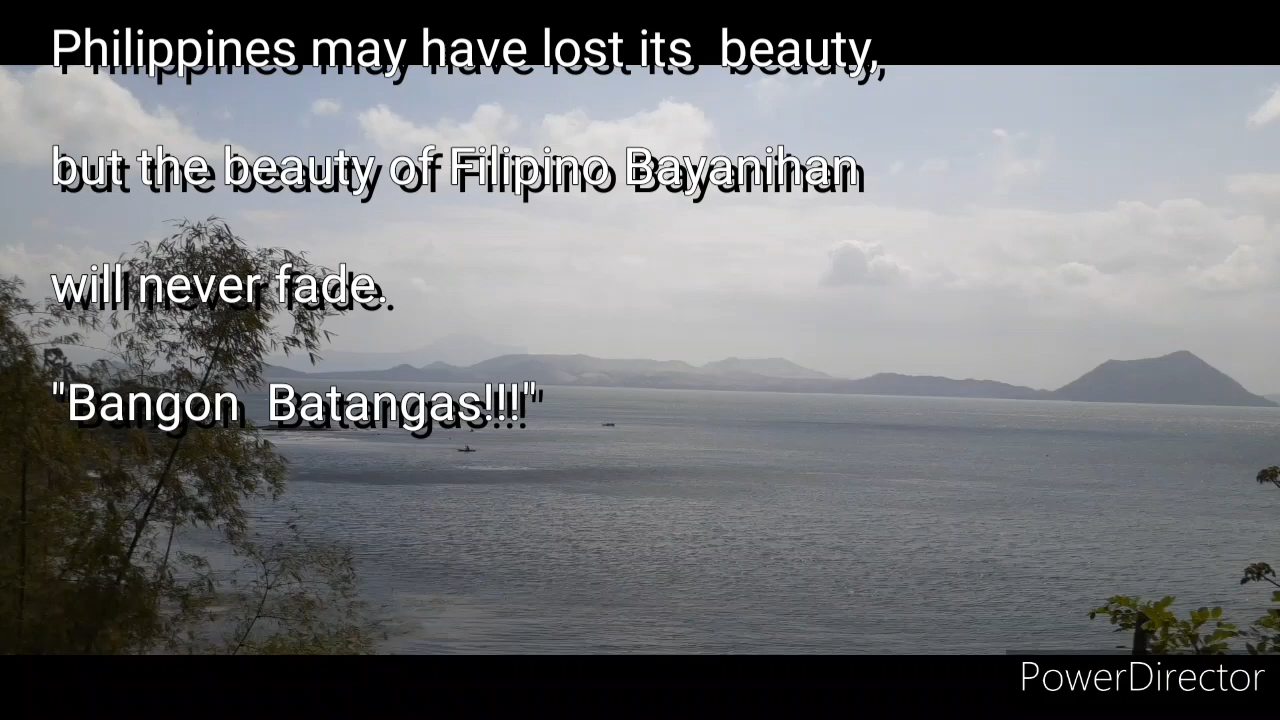 Philippines may have lost its  beauty,
but the beauty of Filipino Bayanihan
will never fade.
"Bangon  Batangas!!!"
PowerDirector